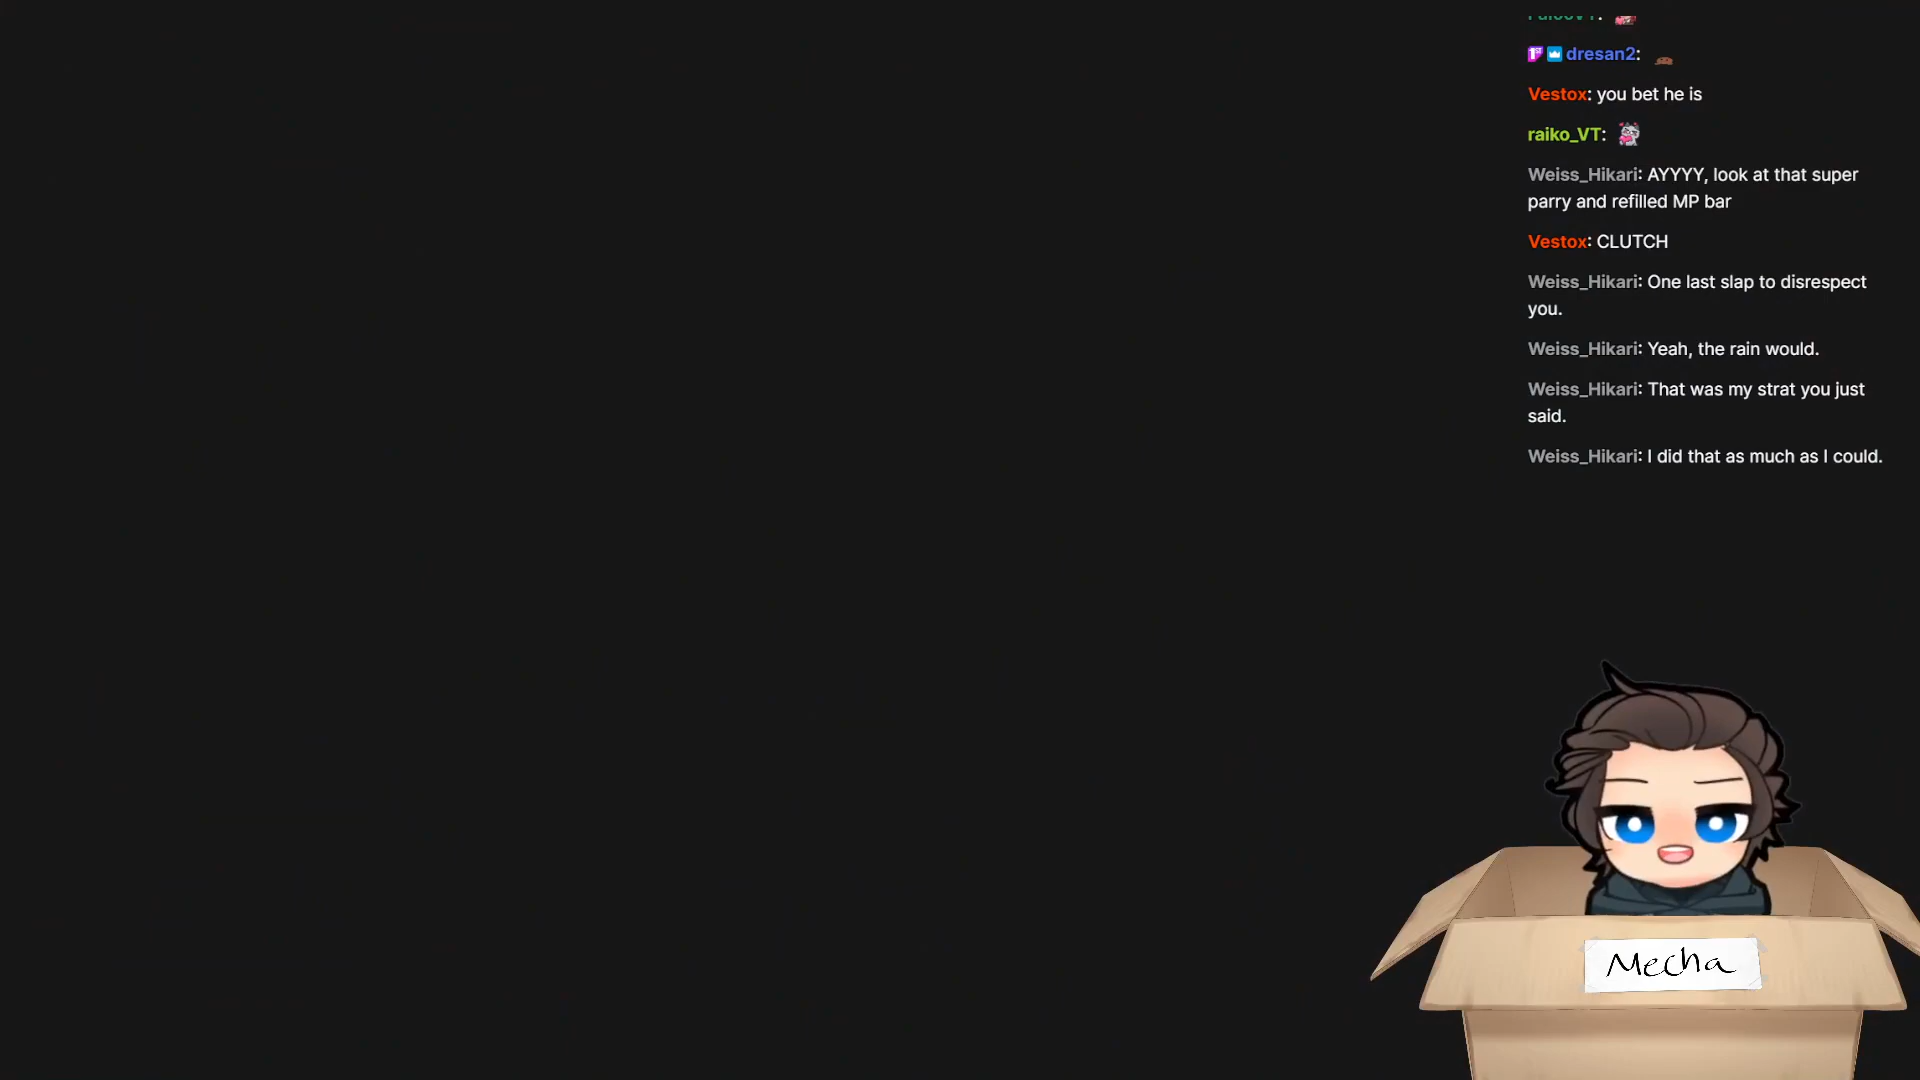 dresan2:
Vestox: you bet he is
raiko_VT:
Weiss_Hikari: AYYYY, look at that super
parry and refilled MP bar
Vestox: CLUTCH
Weiss_Hikari: One last slap to disrespect
you.
Weiss_Hikari: Yeah, the rain would.
Weiss_Hikari: That was my strat you just
said.
Weiss_Hikari: I did that as much as I could.
Mecha